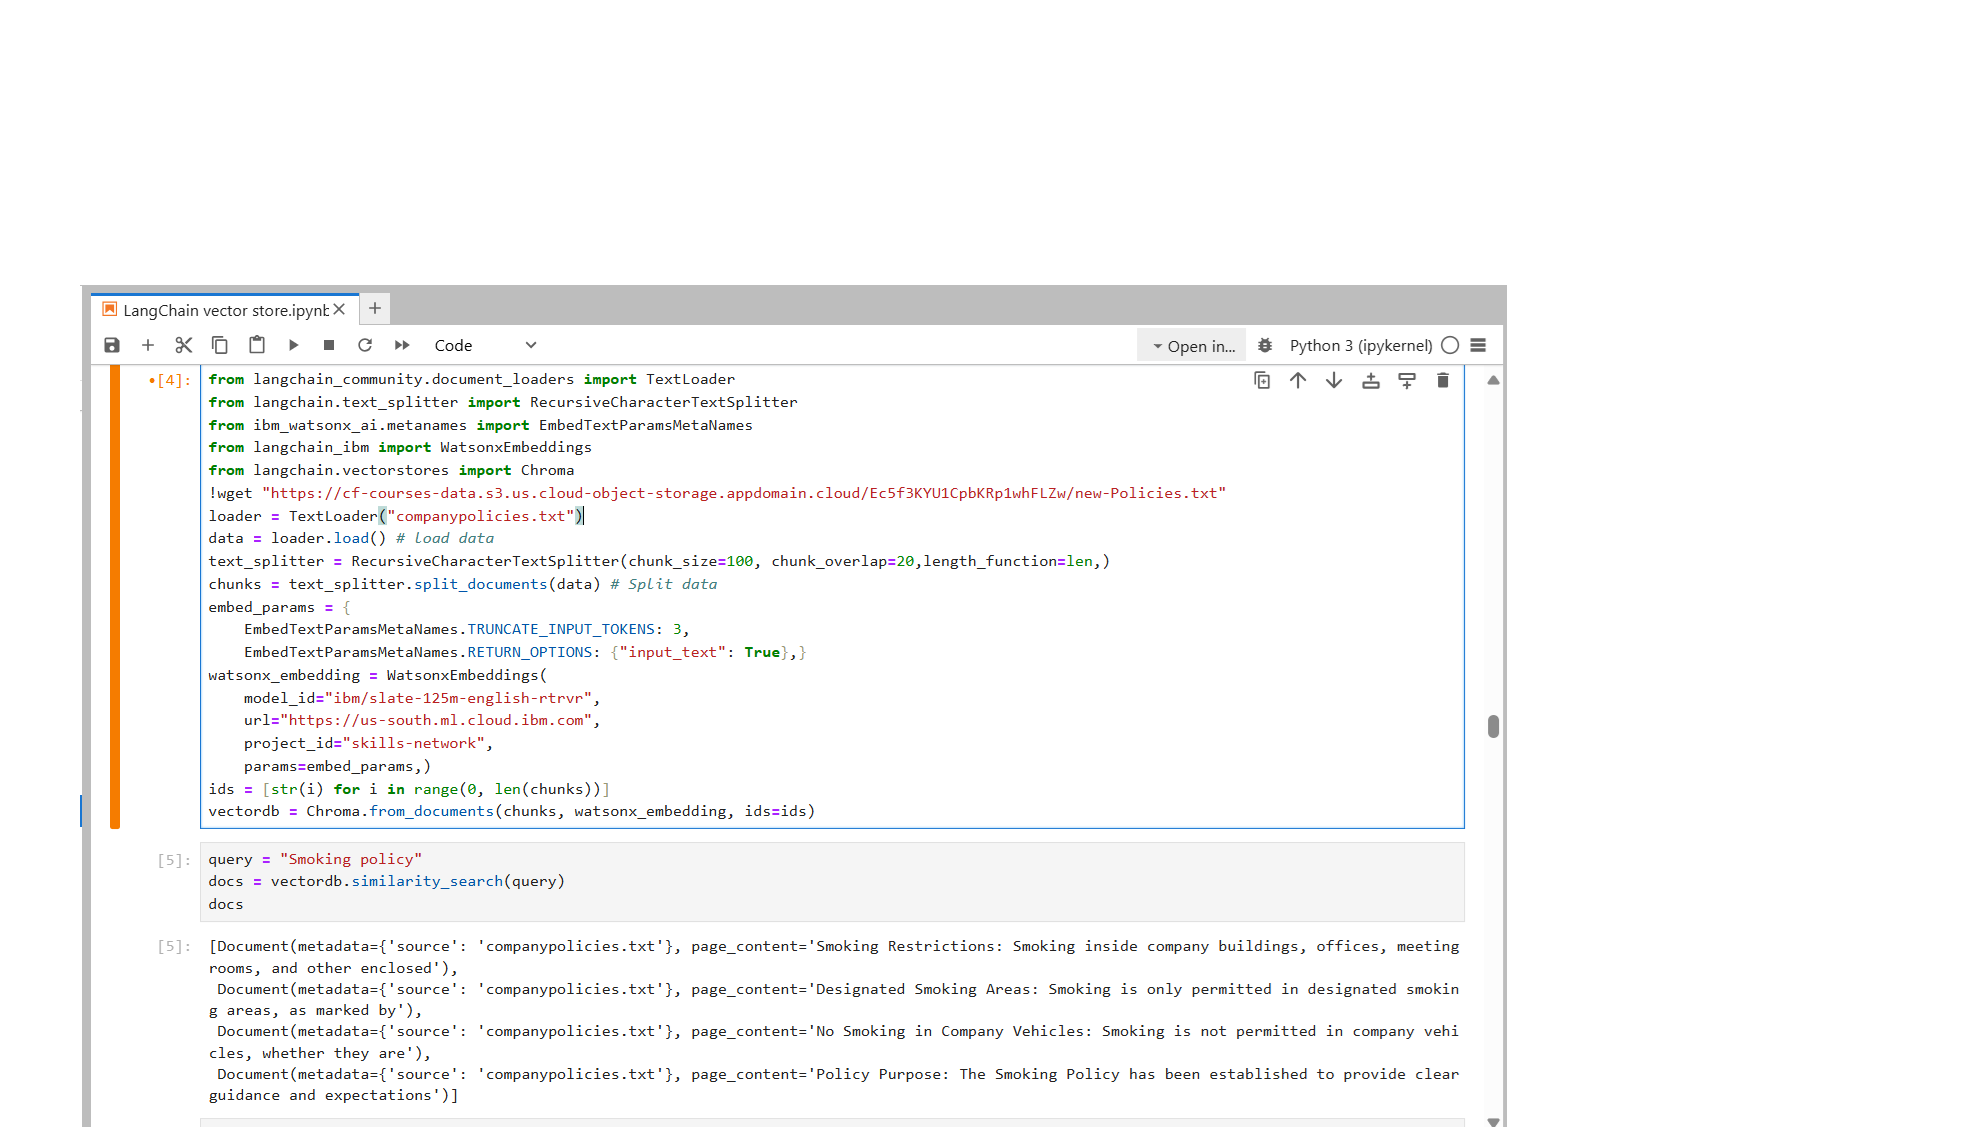 LangChain vector store.ipynb
Code
Open in...
Python 3 (ipykernel)
[4]:
from langchain_community.document_loaders import TextLoader
from langchain.text_splitter import RecursiveCharacterTextSplitter
from ibm_watsonx_ai.metanames import EmbedTextParamsMetaNames
from langchain_ibm import WatsonxEmbeddings
from langchain.vectorstores import Chroma
!wget "https://cf-courses-data.s3.us.cloud-object-storage.appdomain.cloud/Ec5f3KYU1CpbKRp1whFLZw/new-Policies.txt"
loader = TextLoader("companypolicies.txt")
data = loader.load() # load data
text_splitter = RecursiveCharacterTextSplitter(chunk_size=100, chunk_overlap=20,length_function=len,)
chunks = text_splitter.split_documents(data) # Split data
embed_params = {
    EmbedTextParamsMetaNames.TRUNCATE_INPUT_TOKENS: 3,
    EmbedTextParamsMetaNames.RETURN_OPTIONS: {"input_text": True},}
watsonx_embedding = WatsonxEmbeddings(
    model_id="ibm/slate-125m-english-rtrvr",
    url="https://us-south.ml.cloud.ibm.com",
    project_id="skills-network",
    params=embed_params,)
ids = [str(i) for i in range(0, len(chunks))]
vectordb = Chroma.from_documents(chunks, watsonx_embedding, ids=ids)
[5]:
query = "Smoking policy"
docs = vectordb.similarity_search(query)
docs
[5]:
[Document(metadata={'source': 'companypolicies.txt'}, page_content='Smoking Restrictions: Smoking inside company buildings, offices, meeting
rooms, and other enclosed'),
 Document(metadata={'source': 'companypolicies.txt'}, page_content='Designated Smoking Areas: Smoking is only permitted in designated smokin
g areas, as marked by'),
 Document(metadata={'source': 'companypolicies.txt'}, page_content='No Smoking in Company Vehicles: Smoking is not permitted in company vehi
cles, whether they are'),
 Document(metadata={'source': 'companypolicies.txt'}, page_content='Policy Purpose: The Smoking Policy has been established to provide clear
guidance and expectations')]